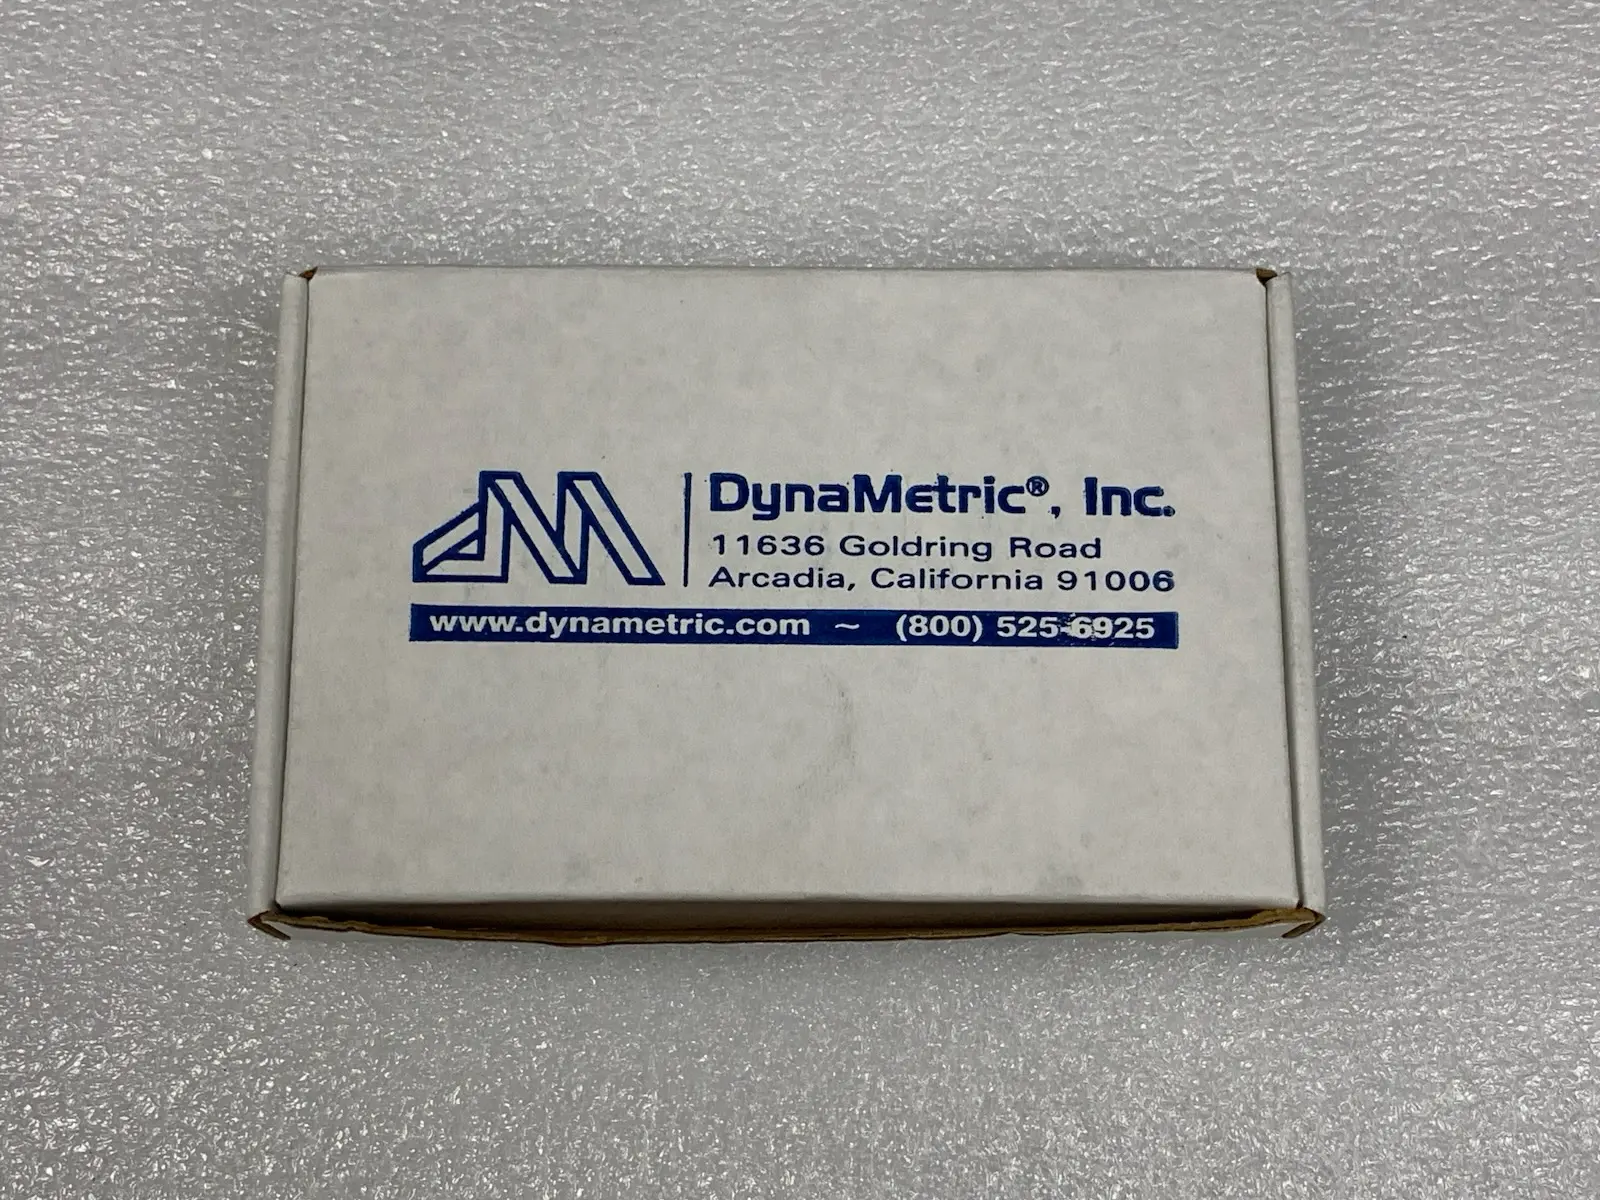 DynaMetric®, Inc.
11636 Goldring Road
Arcadia, California 91006
www.dynametric.com ~ (800) 525-6925